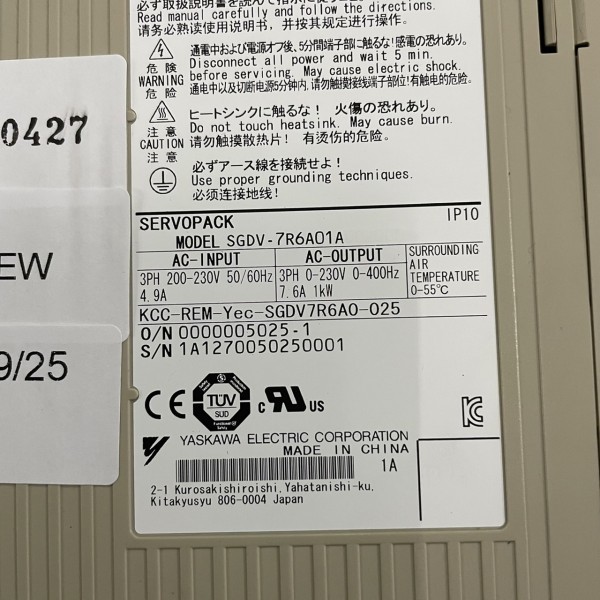 必ず取扱説明書を読んで指示に従うこと。
Read manual carefully and follow the directions.
请务必熟读使用说明书，并按其规定进行操作。
危 険
WARNING
危 险
通電中および電源オフ後、5分間端子部に触るな！感電の恐れあり。
Disconnect all power and wait 5 min.
before servicing. May cause electric shock.
通电中以及切断电源5分钟内，请勿触摸接线端子部位！有触电的危险。
注 意
CAUTION
注 意
ヒートシンクに触るな！ 火傷の恐れあり。
Do not touch heatsink. May cause burn.
请勿触摸散热片！ 有烫伤的危险。
必ずアース線を接続せよ！
Use proper grounding techniques.
必须连接地线！
0427
EW
9/25
SERVOPACK IP10
MODEL SGDV-7R6A01A
AC-INPUT
3PH 200-230V 50/60Hz
4.9A
AC-OUTPUT
3PH 0-230V 0-400Hz
7.6A 1kW
SURROUNDING
AIR
TEMPERATURE
0-55℃
KCC-REM-Yec-SGDV7R6A0-025
O/N 0000005025-1
S/N 1A1270050250001
CE
TÜV
SUD
Functional
Safety
c RU US
YASKAWA ELECTRIC CORPORATION
MADE IN CHINA
1A
2-1 Kurosakishiroishi, Yahatanishi-ku,
Kitakyusyu 806-0004 Japan